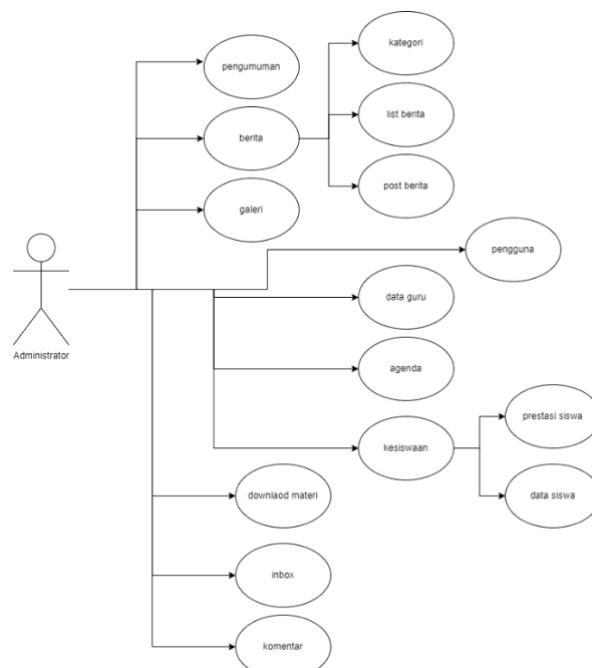 kategori
pengumuman
list berita
berita
post berita
galeri
pengguna
data guru
Administrator
agenda
prestasi siswa
kesiswaan
downlaod materi
data siswa
inbox
komentar